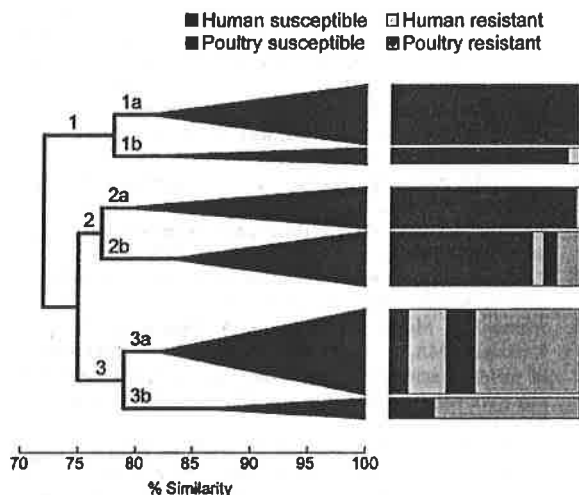 Human susceptible Human resistant
Poultry susceptible Poultry resistant
1a
1
1b
2a
2
2b
3a
3
3b
70 75 80 85 90 95 100
% Similarity